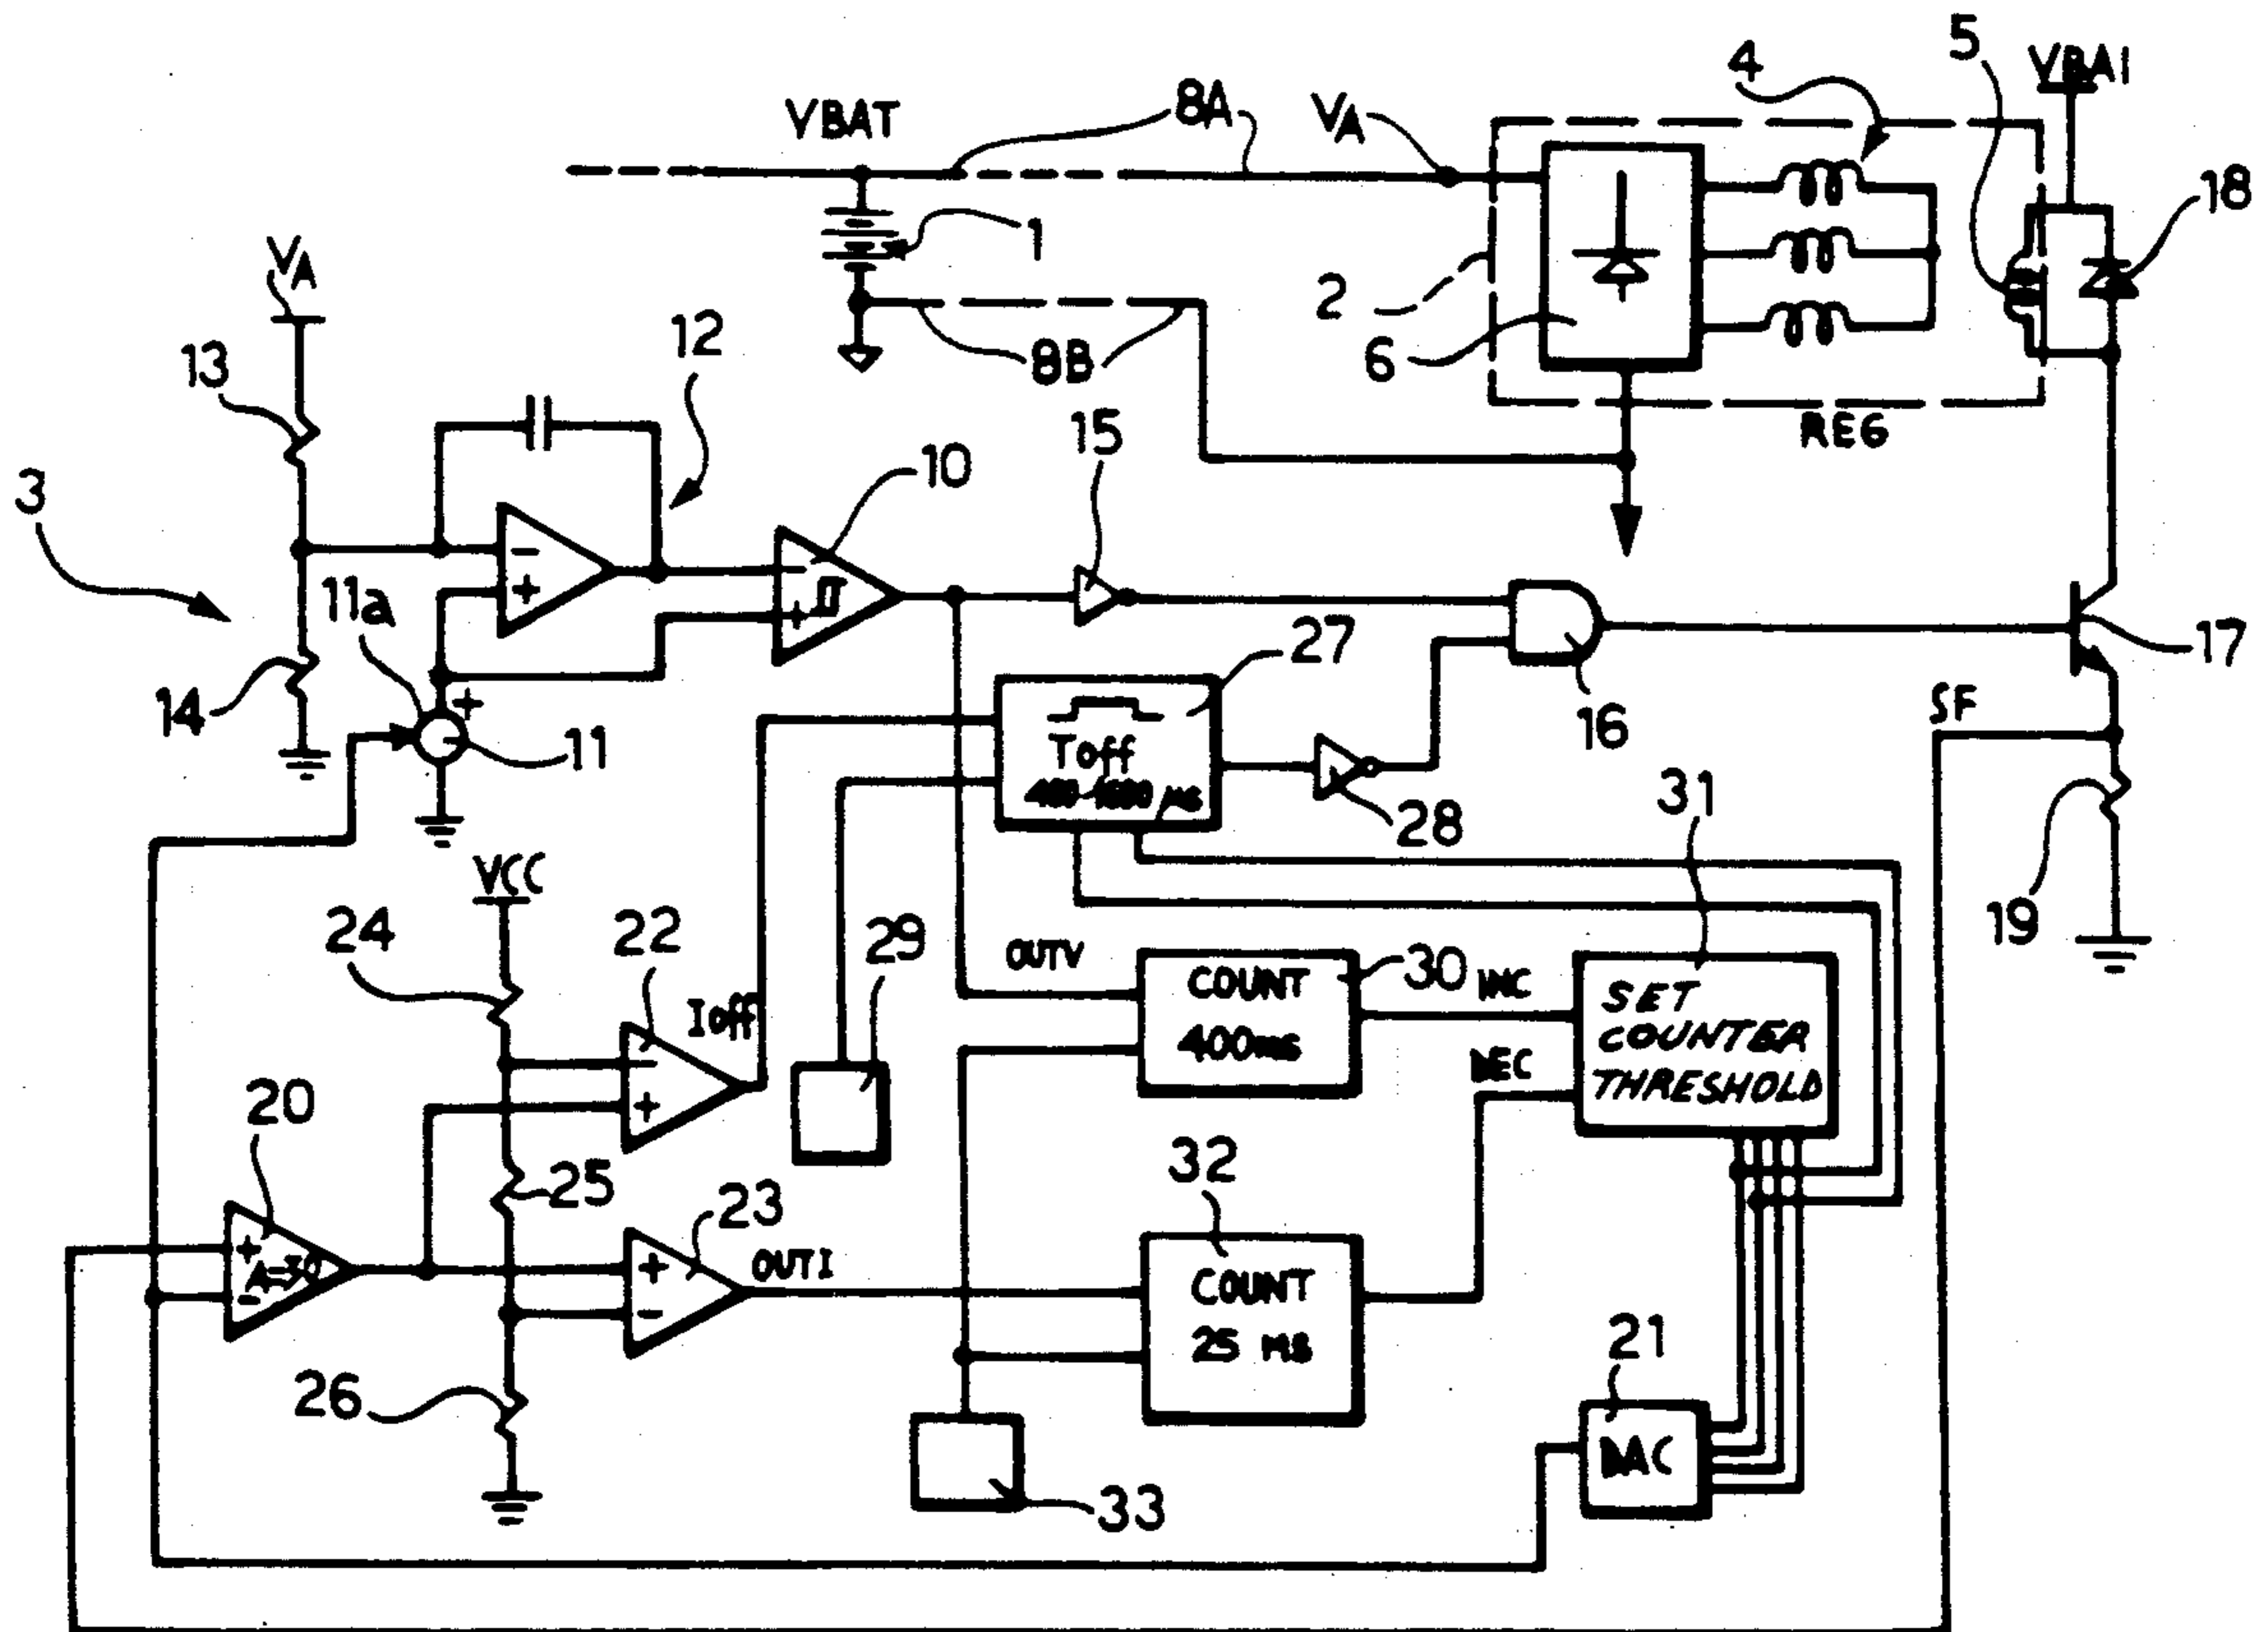 5
VBAI
4
VBAT
8A
VA
18
1
VA
2
12
13
6
8B
REG
15
10
3
-
+
-
+
11a
27
17
14
+
-
11
Toff
16
SF
28
31
VCC
24
22
29
19
OUTV
COUNT
400ms
30
INC
SET
COUNTER
THRESHOLD
Ioff
-
+
DEC
20
25
32
23
+
A=30
-
+
-
OUTI
COUNT
25 ms
21
26
DAC
33